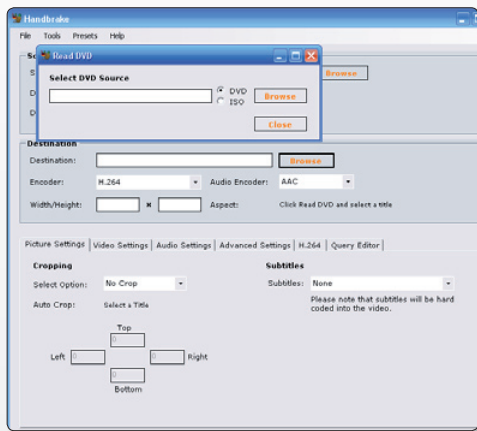 Handbrake
File Tools Presets Help
Read DVD
Select DVD Source
DVD
ISO
Browse
Close
Browse
Destination
Destination:
Browse
Encoder: H.264 Audio Encoder: AAC
Width/Height: x Aspect: Click Read DVD and select a title
Picture Settings Video Settings Audio Settings Advanced Settings H.264 Query Editor
Cropping Subtitles
Select Option: No Crop Subtitles: None
Please note that subtitles will be hard
coded into the video.
Auto Crop: Select a Title
Top
0
Left 0 0 Right
0
Bottom